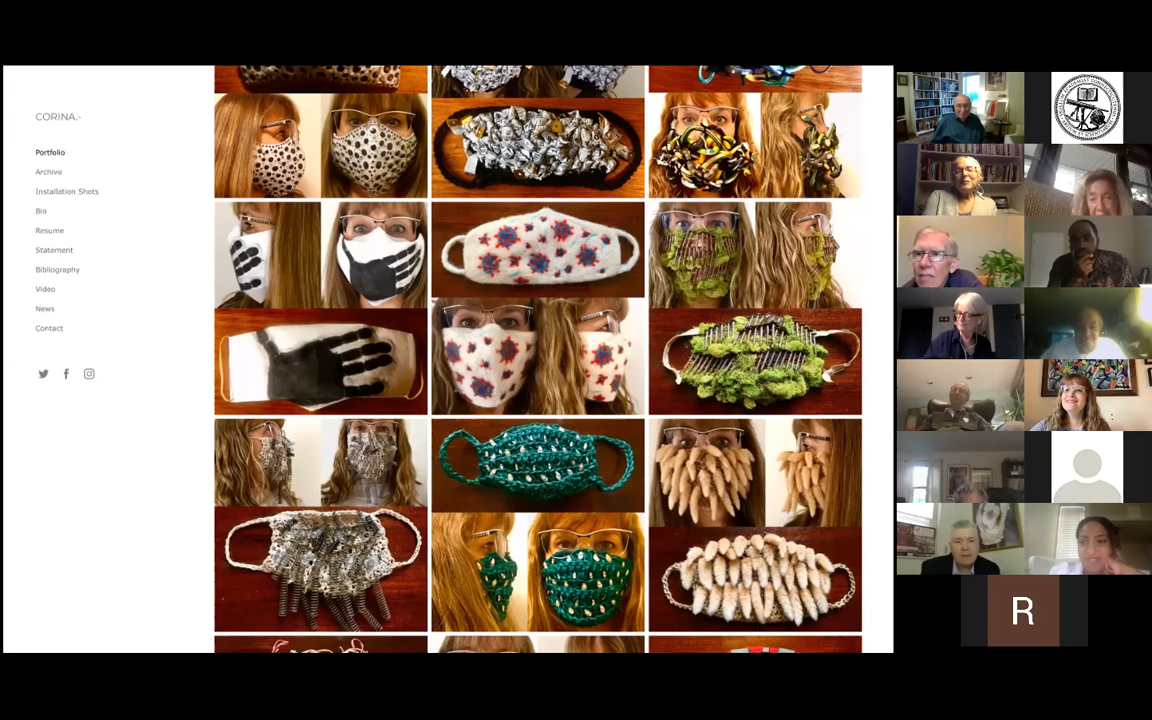 CORINA.-
Portfolio
Archive
Installation Shots
Bio
Resume
Statement
Bibliography
Video
News
Contact
R